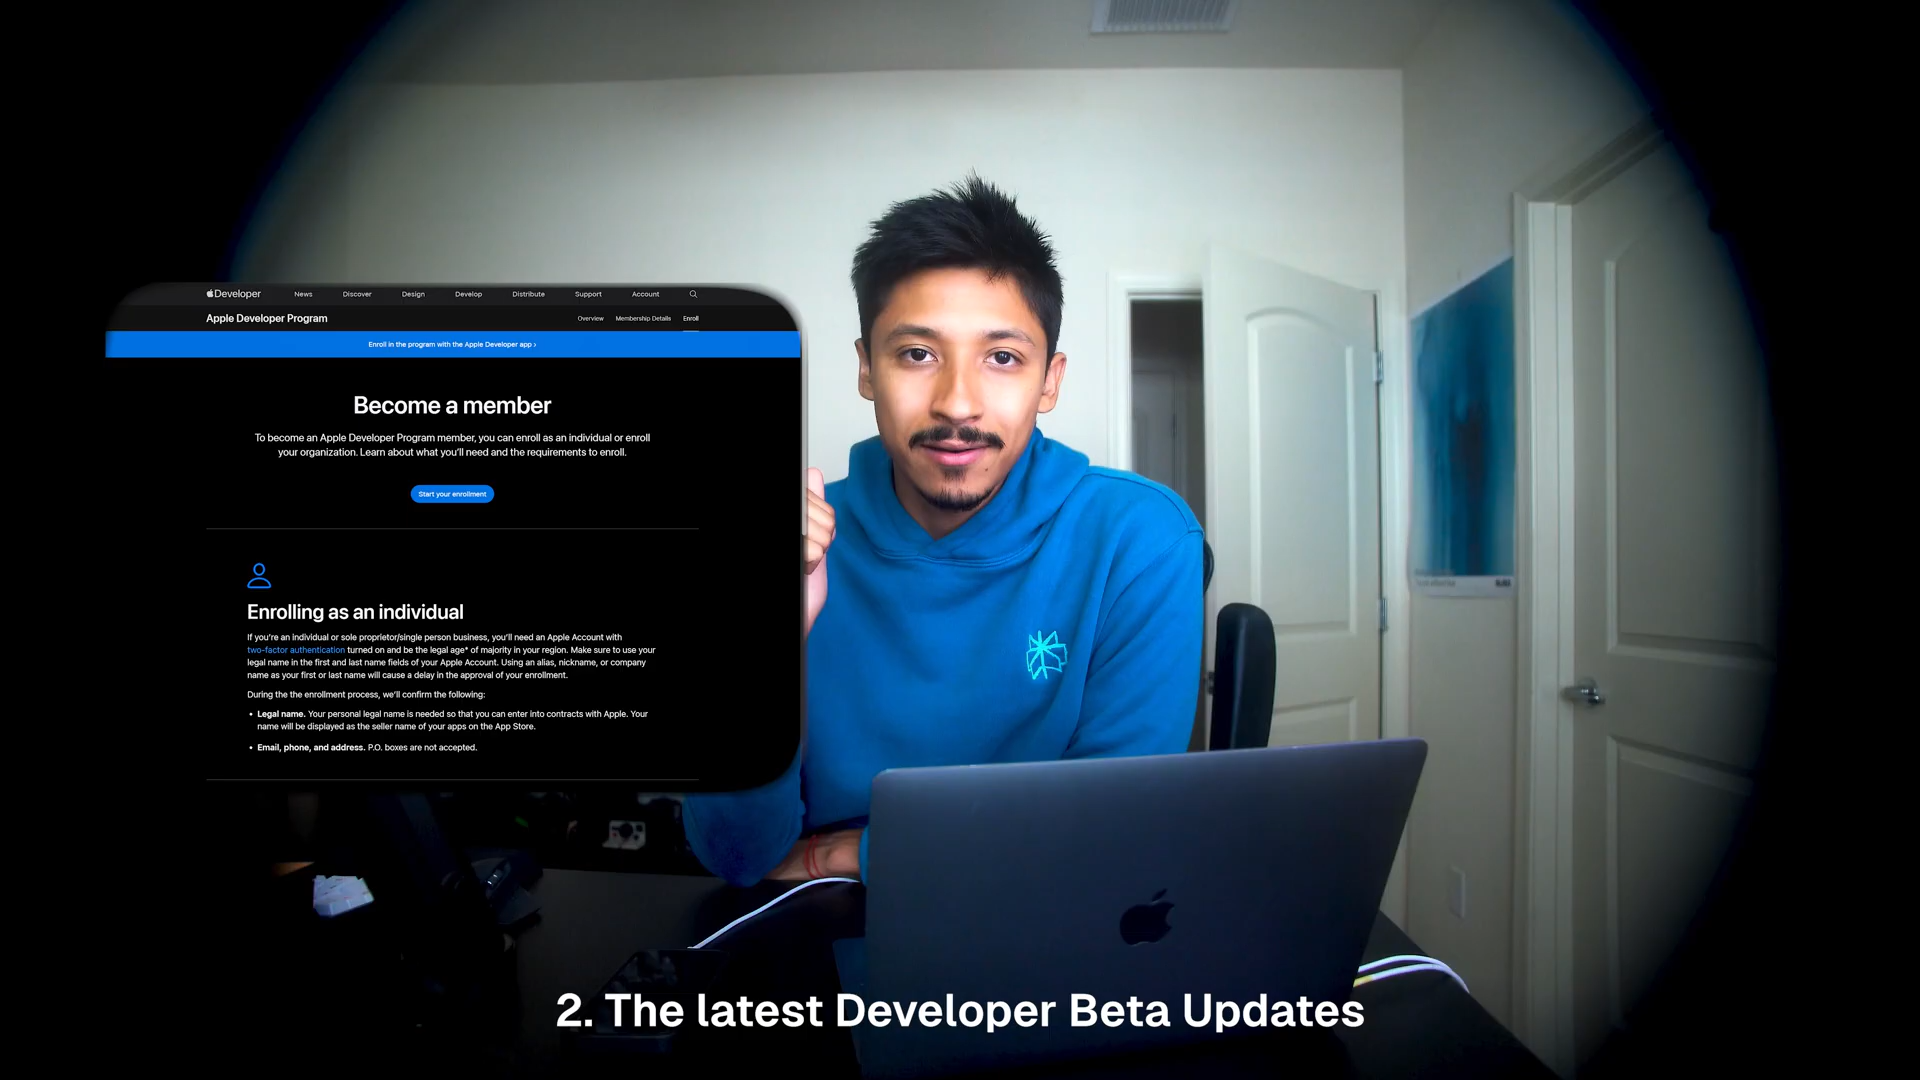 Developer News Discover Design Develop Distribute Support Account
Apple Developer Program Overview Membership Details Enroll
Enroll in the program with the Apple Developer app ›
Become a member
To become an Apple Developer Program member, you can enroll as an individual or enroll
your organization. Learn about what you'll need and the requirements to enroll.
Start your enrollment
Enrolling as an individual
If you're an individual or sole proprietor/single person business, you'll need an Apple Account with
two-factor authentication turned on and be the legal age* of majority in your region. Make sure to use your
legal name in the first and last name fields of your Apple Account. Using an alias, nickname, or company
name as your first or last name will cause a delay in the approval of your enrollment.
During the the enrollment process, we'll confirm the following:
• Legal name. Your personal legal name is needed so that you can enter into contracts with Apple. Your
name will be displayed as the seller name of your apps on the App Store.
• Email, phone, and address. P.O. boxes are not accepted.
2. The latest Developer Beta Updates